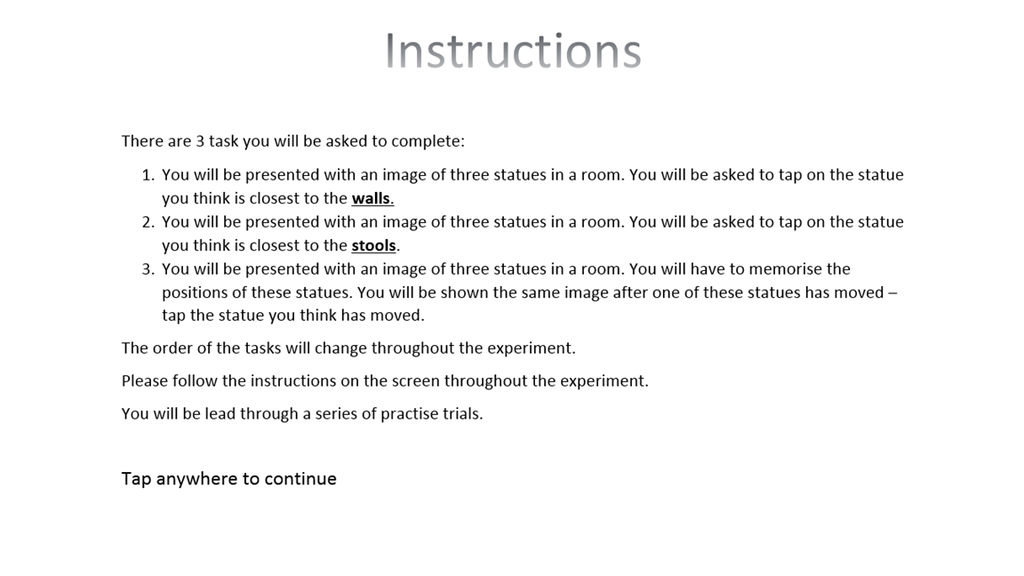 Instructions
There are 3 task you will be asked to complete:
1. You will be presented with an image of three statues in a room. You will be asked to tap on the statue
you think is closest to the walls.
2. You will be presented with an image of three statues in a room. You will be asked to tap on the statue
you think is closest to the stools.
3. You will be presented with an image of three statues in a room. You will have to memorise the
positions of these statues. You will be shown the same image after one of these statues has moved –
tap the statue you think has moved.
The order of the tasks will change throughout the experiment.
Please follow the instructions on the screen throughout the experiment.
You will be lead through a series of practise trials.
Tap anywhere to continue